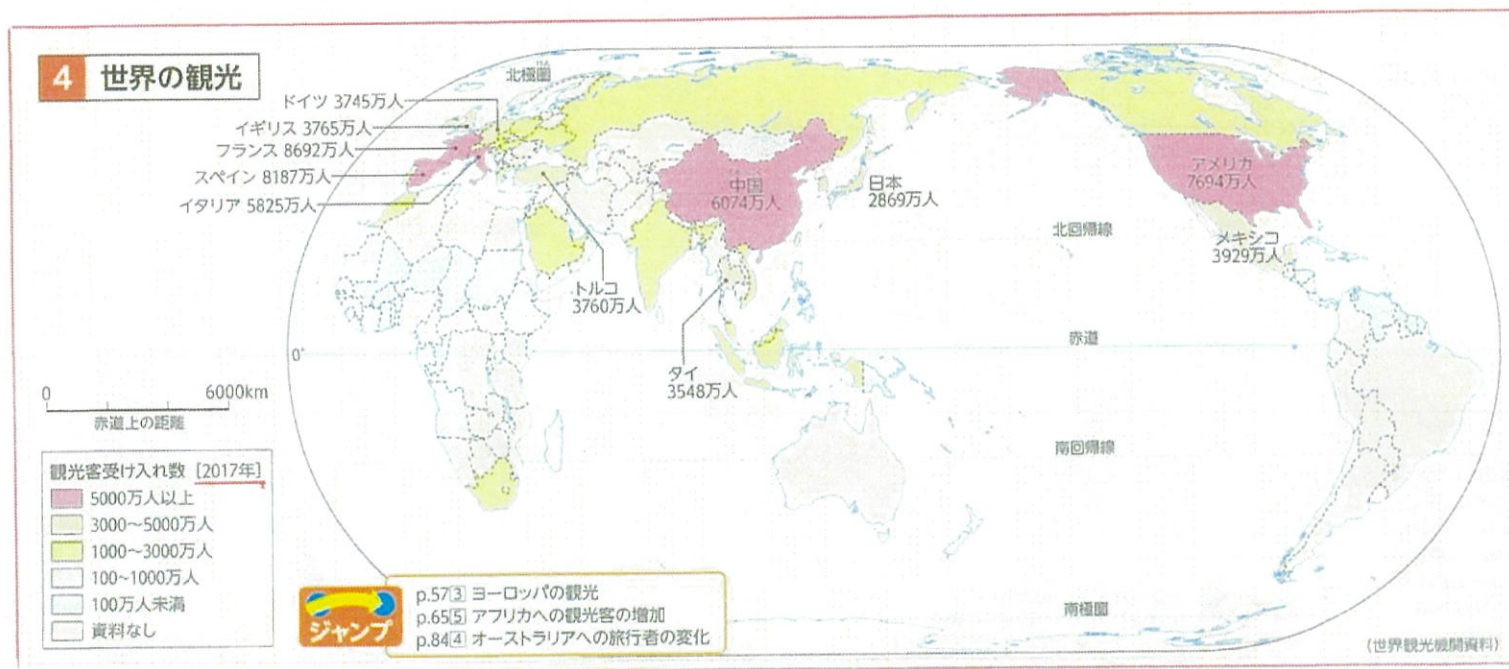 4 世界の観光
北極圏
ドイツ 3745万人
イギリス 3765万人
フランス 8692万人
スペイン 8187万人
イタリア 5825万人
中国
6074万人
日本
2869万人
アメリカ
7694万人
北回帰線
メキシコ
3929万人
トルコ
3760万人
赤道
0°
タイ
3548万人
0 6000km
赤道上の距離
南回帰線
観光客受け入れ数 [2017年]
5000万人以上
3000~5000万人
1000~3000万人
100~1000万人
100万人未満
資料なし
ジャンプ
p.57③ ヨーロッパの観光
p.65⑤ アフリカへの観光客の増加
p.84④ オーストラリアへの旅行者の変化
南極圏
(世界観光機関資料)